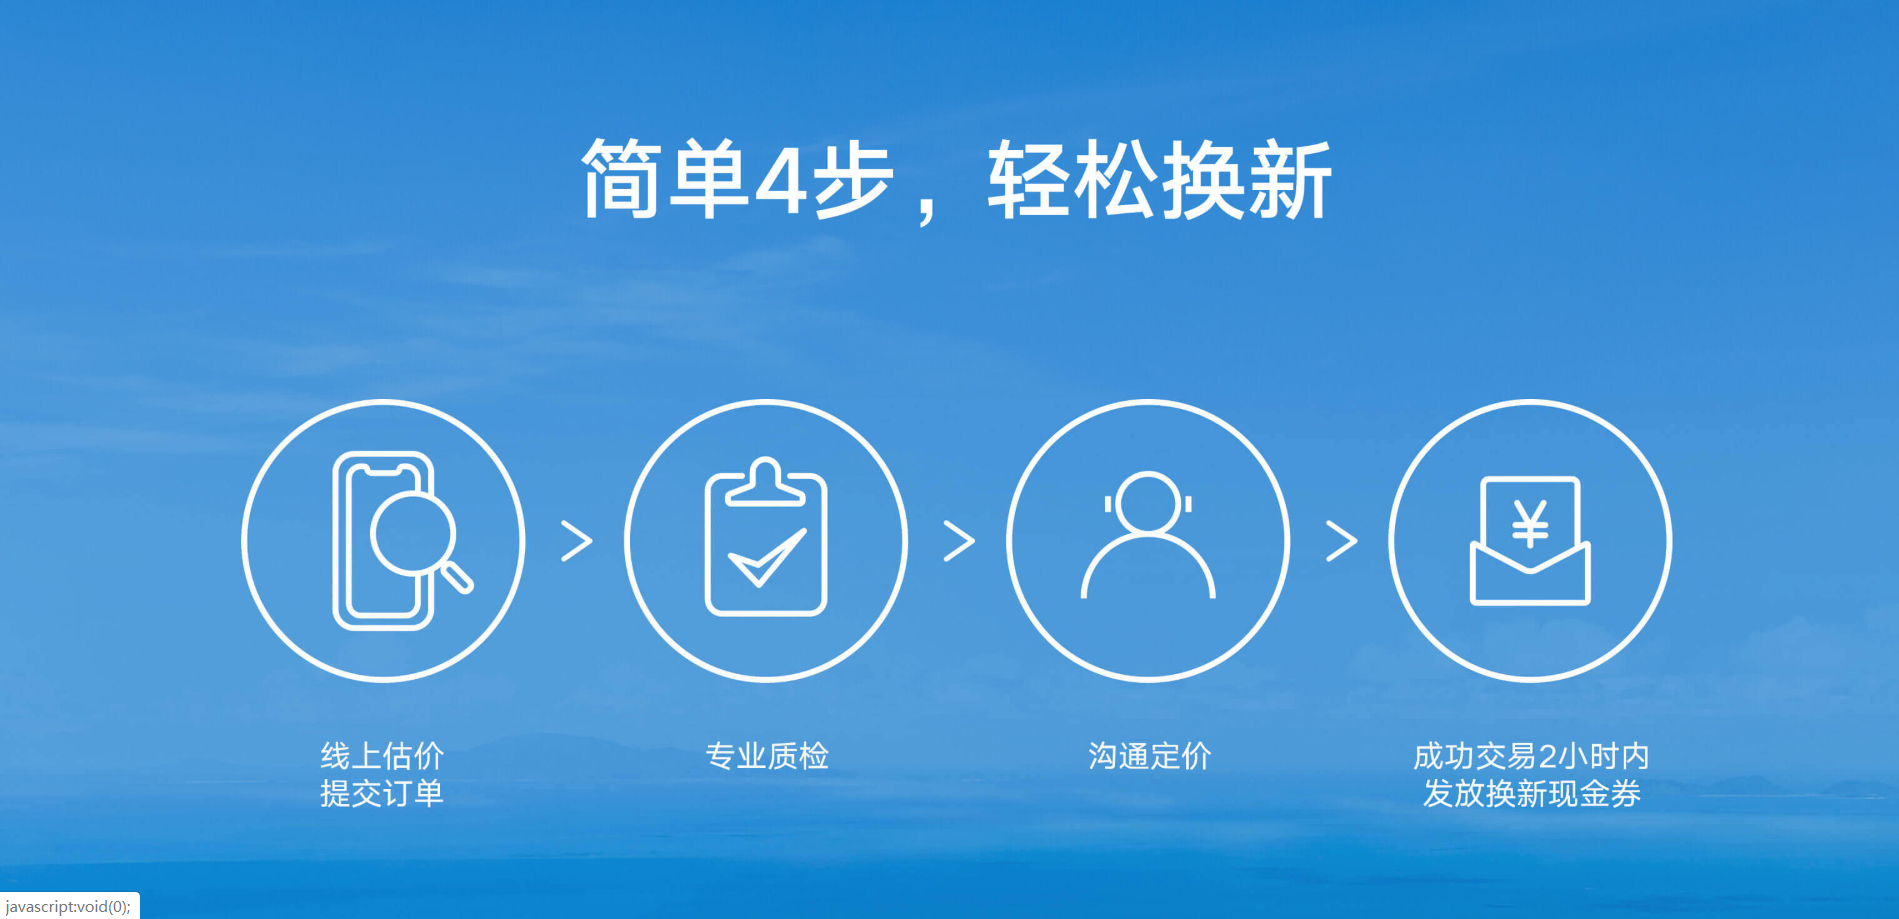 简单4步，轻松换新
¥
线上估价
提交订单
专业质检
沟通定价
成功交易2小时内
发放换新现金券
javascript:void(0);